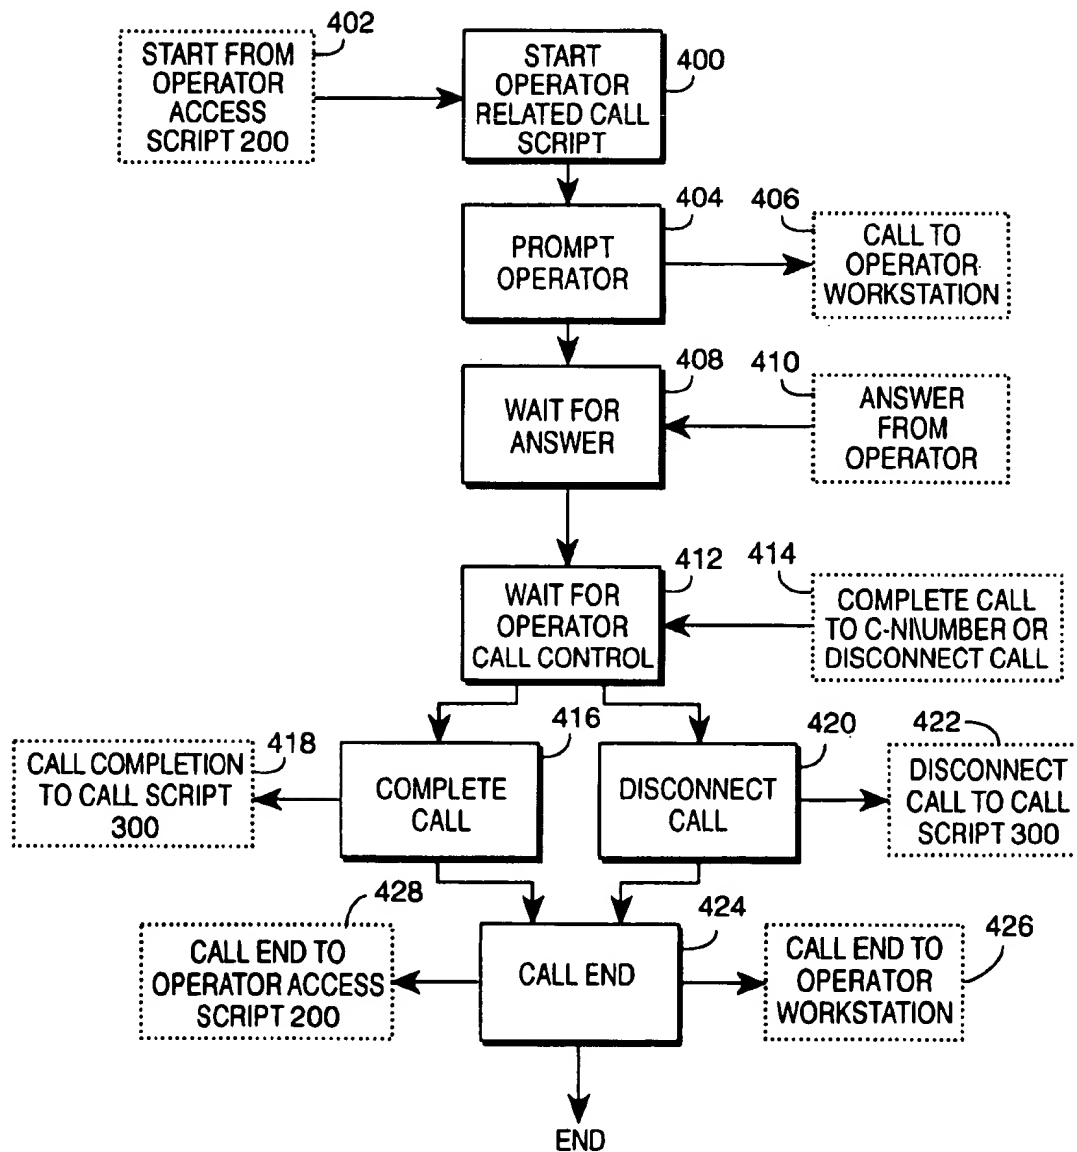 402
START FROM
OPERATOR
ACCESS
SCRIPT 200
START
OPERATOR
RELATED CALL
SCRIPT
400
PROMPT
OPERATOR
404
406
CALL TO
OPERATOR
WORKSTATION
WAIT FOR
ANSWER
408
410
ANSWER
FROM
OPERATOR
WAIT FOR
OPERATOR
CALL CONTROL
412
414
COMPLETE CALL
TO C-NI\UMBER OR
DISCONNECT CALL
CALL COMPLETION
TO CALL SCRIPT
300
418
COMPLETE
CALL
416
DISCONNECT
CALL
420
422
DISCONNECT
CALL TO CALL
SCRIPT 300
428
CALL END TO
OPERATOR ACCESS
SCRIPT 200
CALL END
424
CALL END TO
OPERATOR
WORKSTATION
426
END